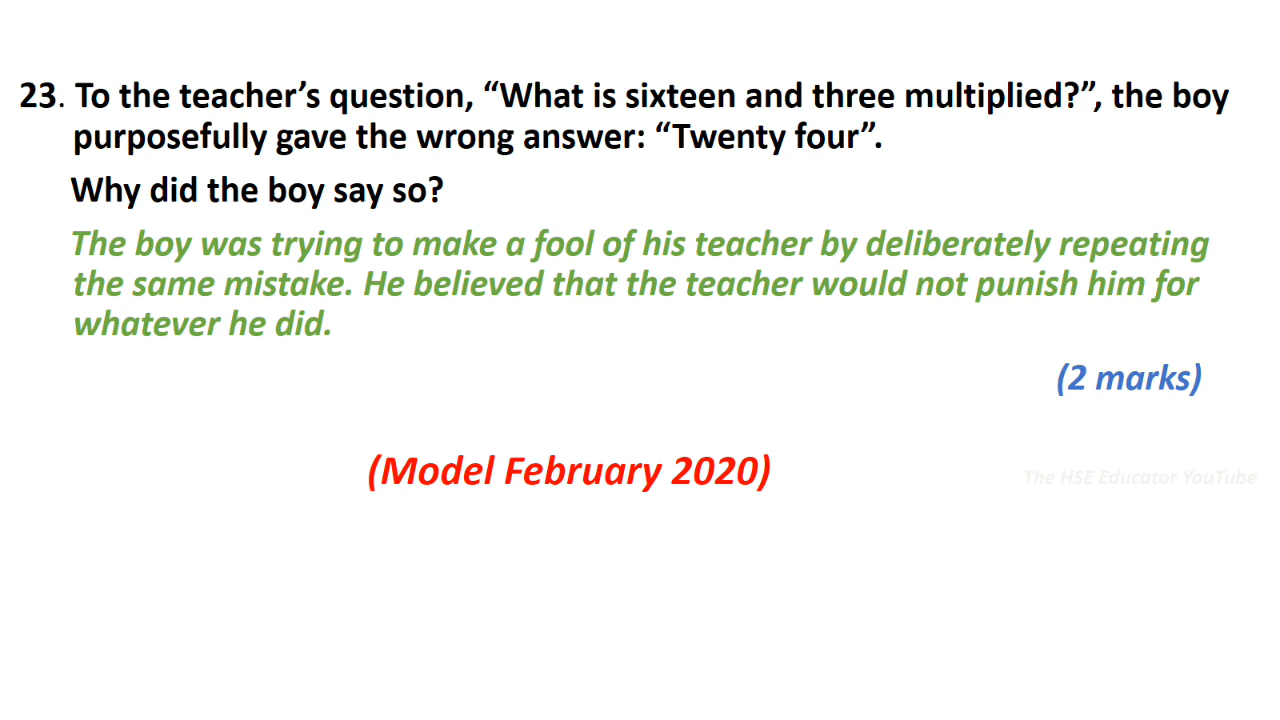 23. To the teacher’s question, “What is sixteen and three multiplied?”, the boy
purposefully gave the wrong answer: “Twenty four”.
Why did the boy say so?
The boy was trying to make a fool of his teacher by deliberately repeating
the same mistake. He believed that the teacher would not punish him for
whatever he did.
(2 marks)
(Model February 2020)
The HSE Educator YouTube